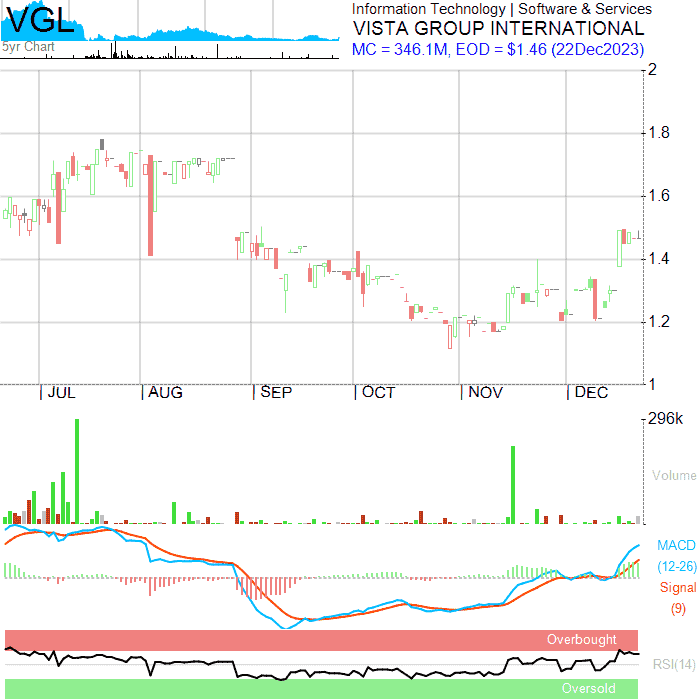 VGL
5yr Chart
Information Technology | Software & Services
VISTA GROUP INTERNATIONAL
MC = 346.1M, EOD = $1.46 (22Dec2023)
2
1.8
1.6
1.4
1.2
1
JUL
AUG
SEP
OCT
NOV
DEC
296k
Volume
MACD
(12-26)
Signal
(9)
Overbought
RSI(14)
Oversold